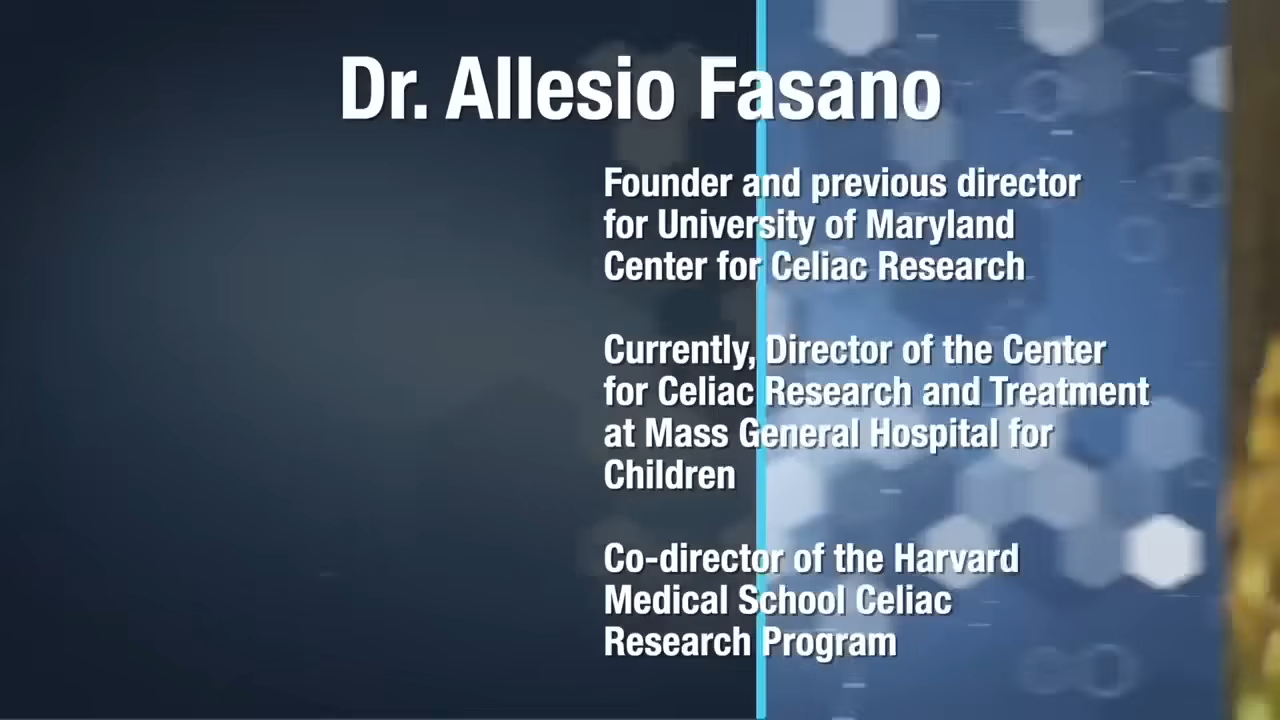 Dr. Allesio Fasano
Founder and previous director
for University of Maryland
Center for Celiac Research
Currently, Director of the Center
for Celiac Research and Treatment
at Mass General Hospital for
Children
Co-director of the Harvard
Medical School Celiac
Research Program